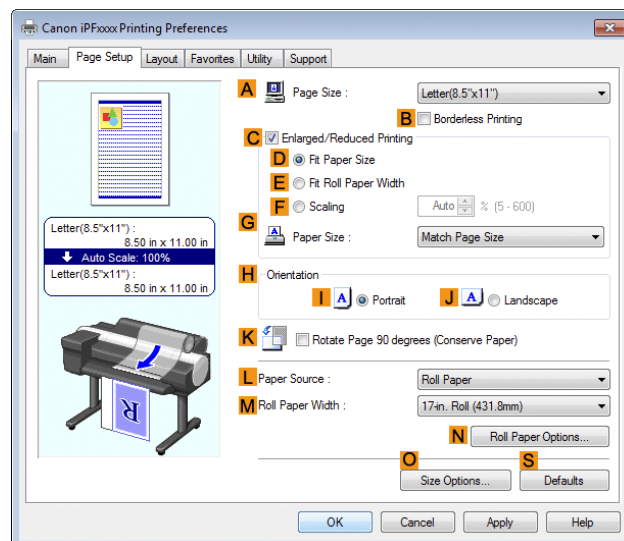 Canon iPFxxxx Printing Preferences
Main Page Setup Layout Favorites Utility Support
A Page Size : Letter(8.5"x11")
B Borderless Printing
C Enlarged/Reduced Printing
D Fit Paper Size
E Fit Roll Paper Width
F Scaling Auto % (5 - 600)
G Paper Size : Match Page Size
Letter(8.5"x11") :
8.50 in x 11.00 in
Auto Scale: 100%
Letter(8.5"x11") :
8.50 in x 11.00 in
H Orientation
I A Portrait J A Landscape
K Rotate Page 90 degrees (Conserve Paper)
L Paper Source : Roll Paper
M Roll Paper Width : 17-in. Roll (431.8mm)
R
N Roll Paper Options...
O S
Size Options... Defaults
OK Cancel Apply Help